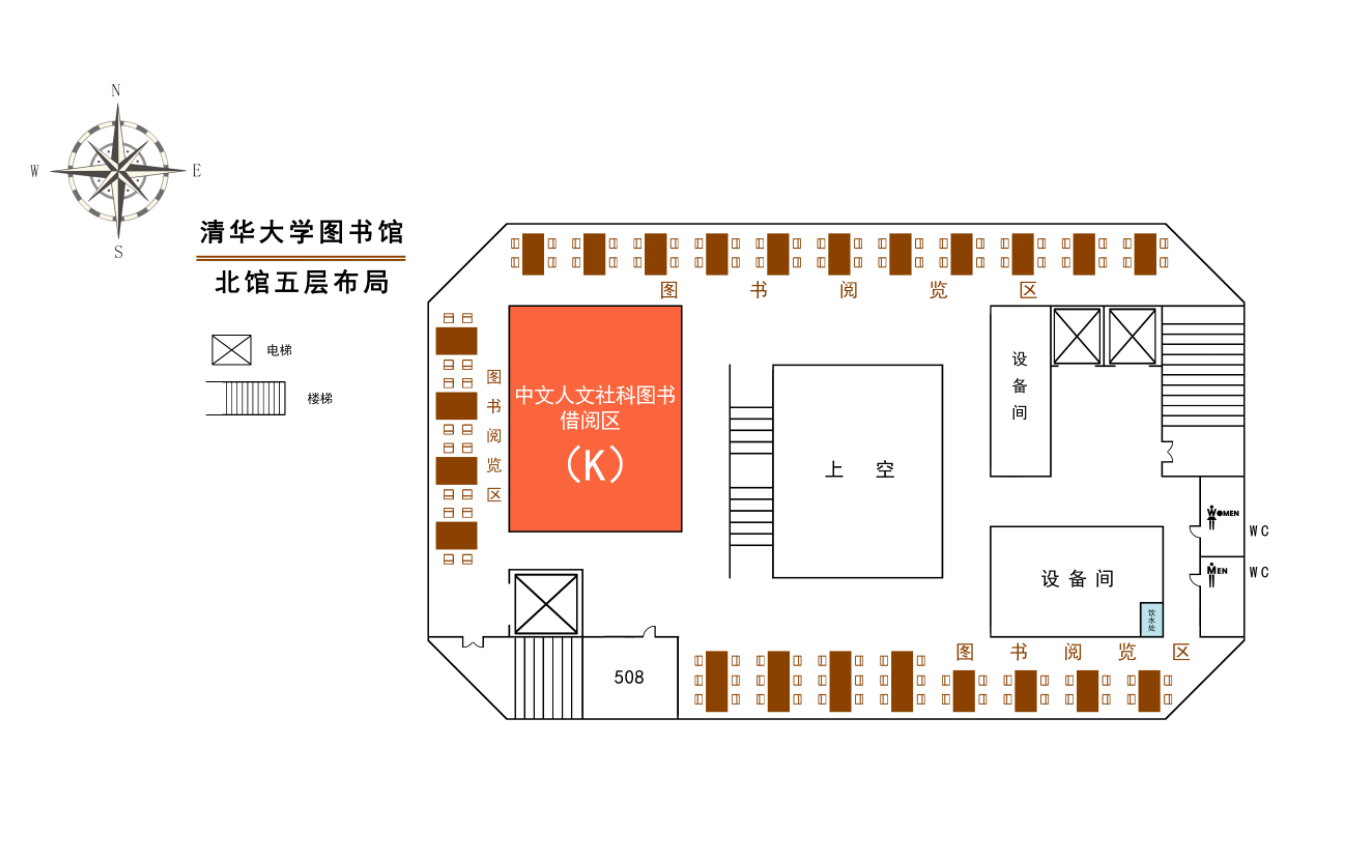 N
W
E
S
清华大学图书馆
北馆五层布局
电梯
楼梯
图书阅览区
图书阅览区
中文人文社科图书
借阅区
(K)
上空
设备间
设备间
饮水处
WOMEN
WC
MEN
WC
508
图书阅览区